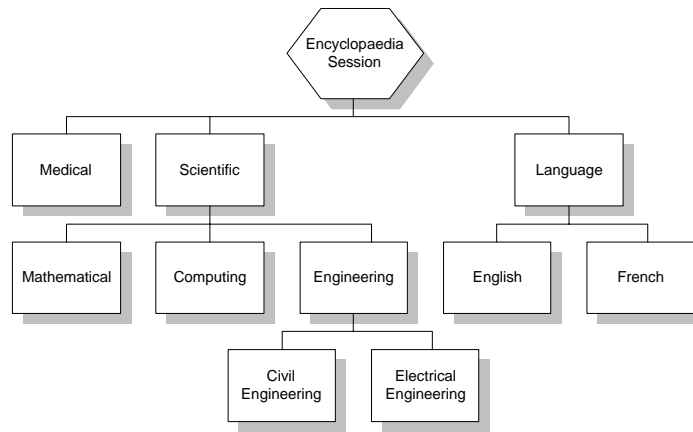 Encyclopaedia
Session
Medical
Scientific
Language
Mathematical
Computing
Engineering
English
French
Civil
Engineering
Electrical
Engineering